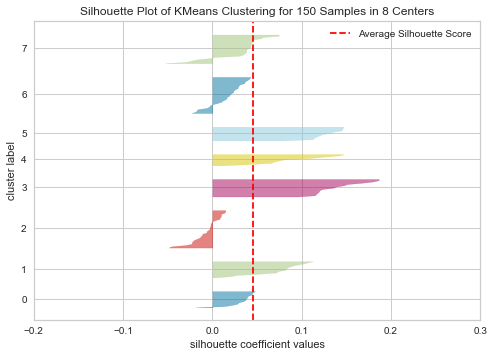 Silhouette Plot of KMeans Clustering for 150 Samples in 8 Centers
Average Silhouette Score
cluster label
7
6
5
4
3
2
1
0
−0.2 −0.1 0.0 0.1 0.2 0.3
silhouette coefficient values